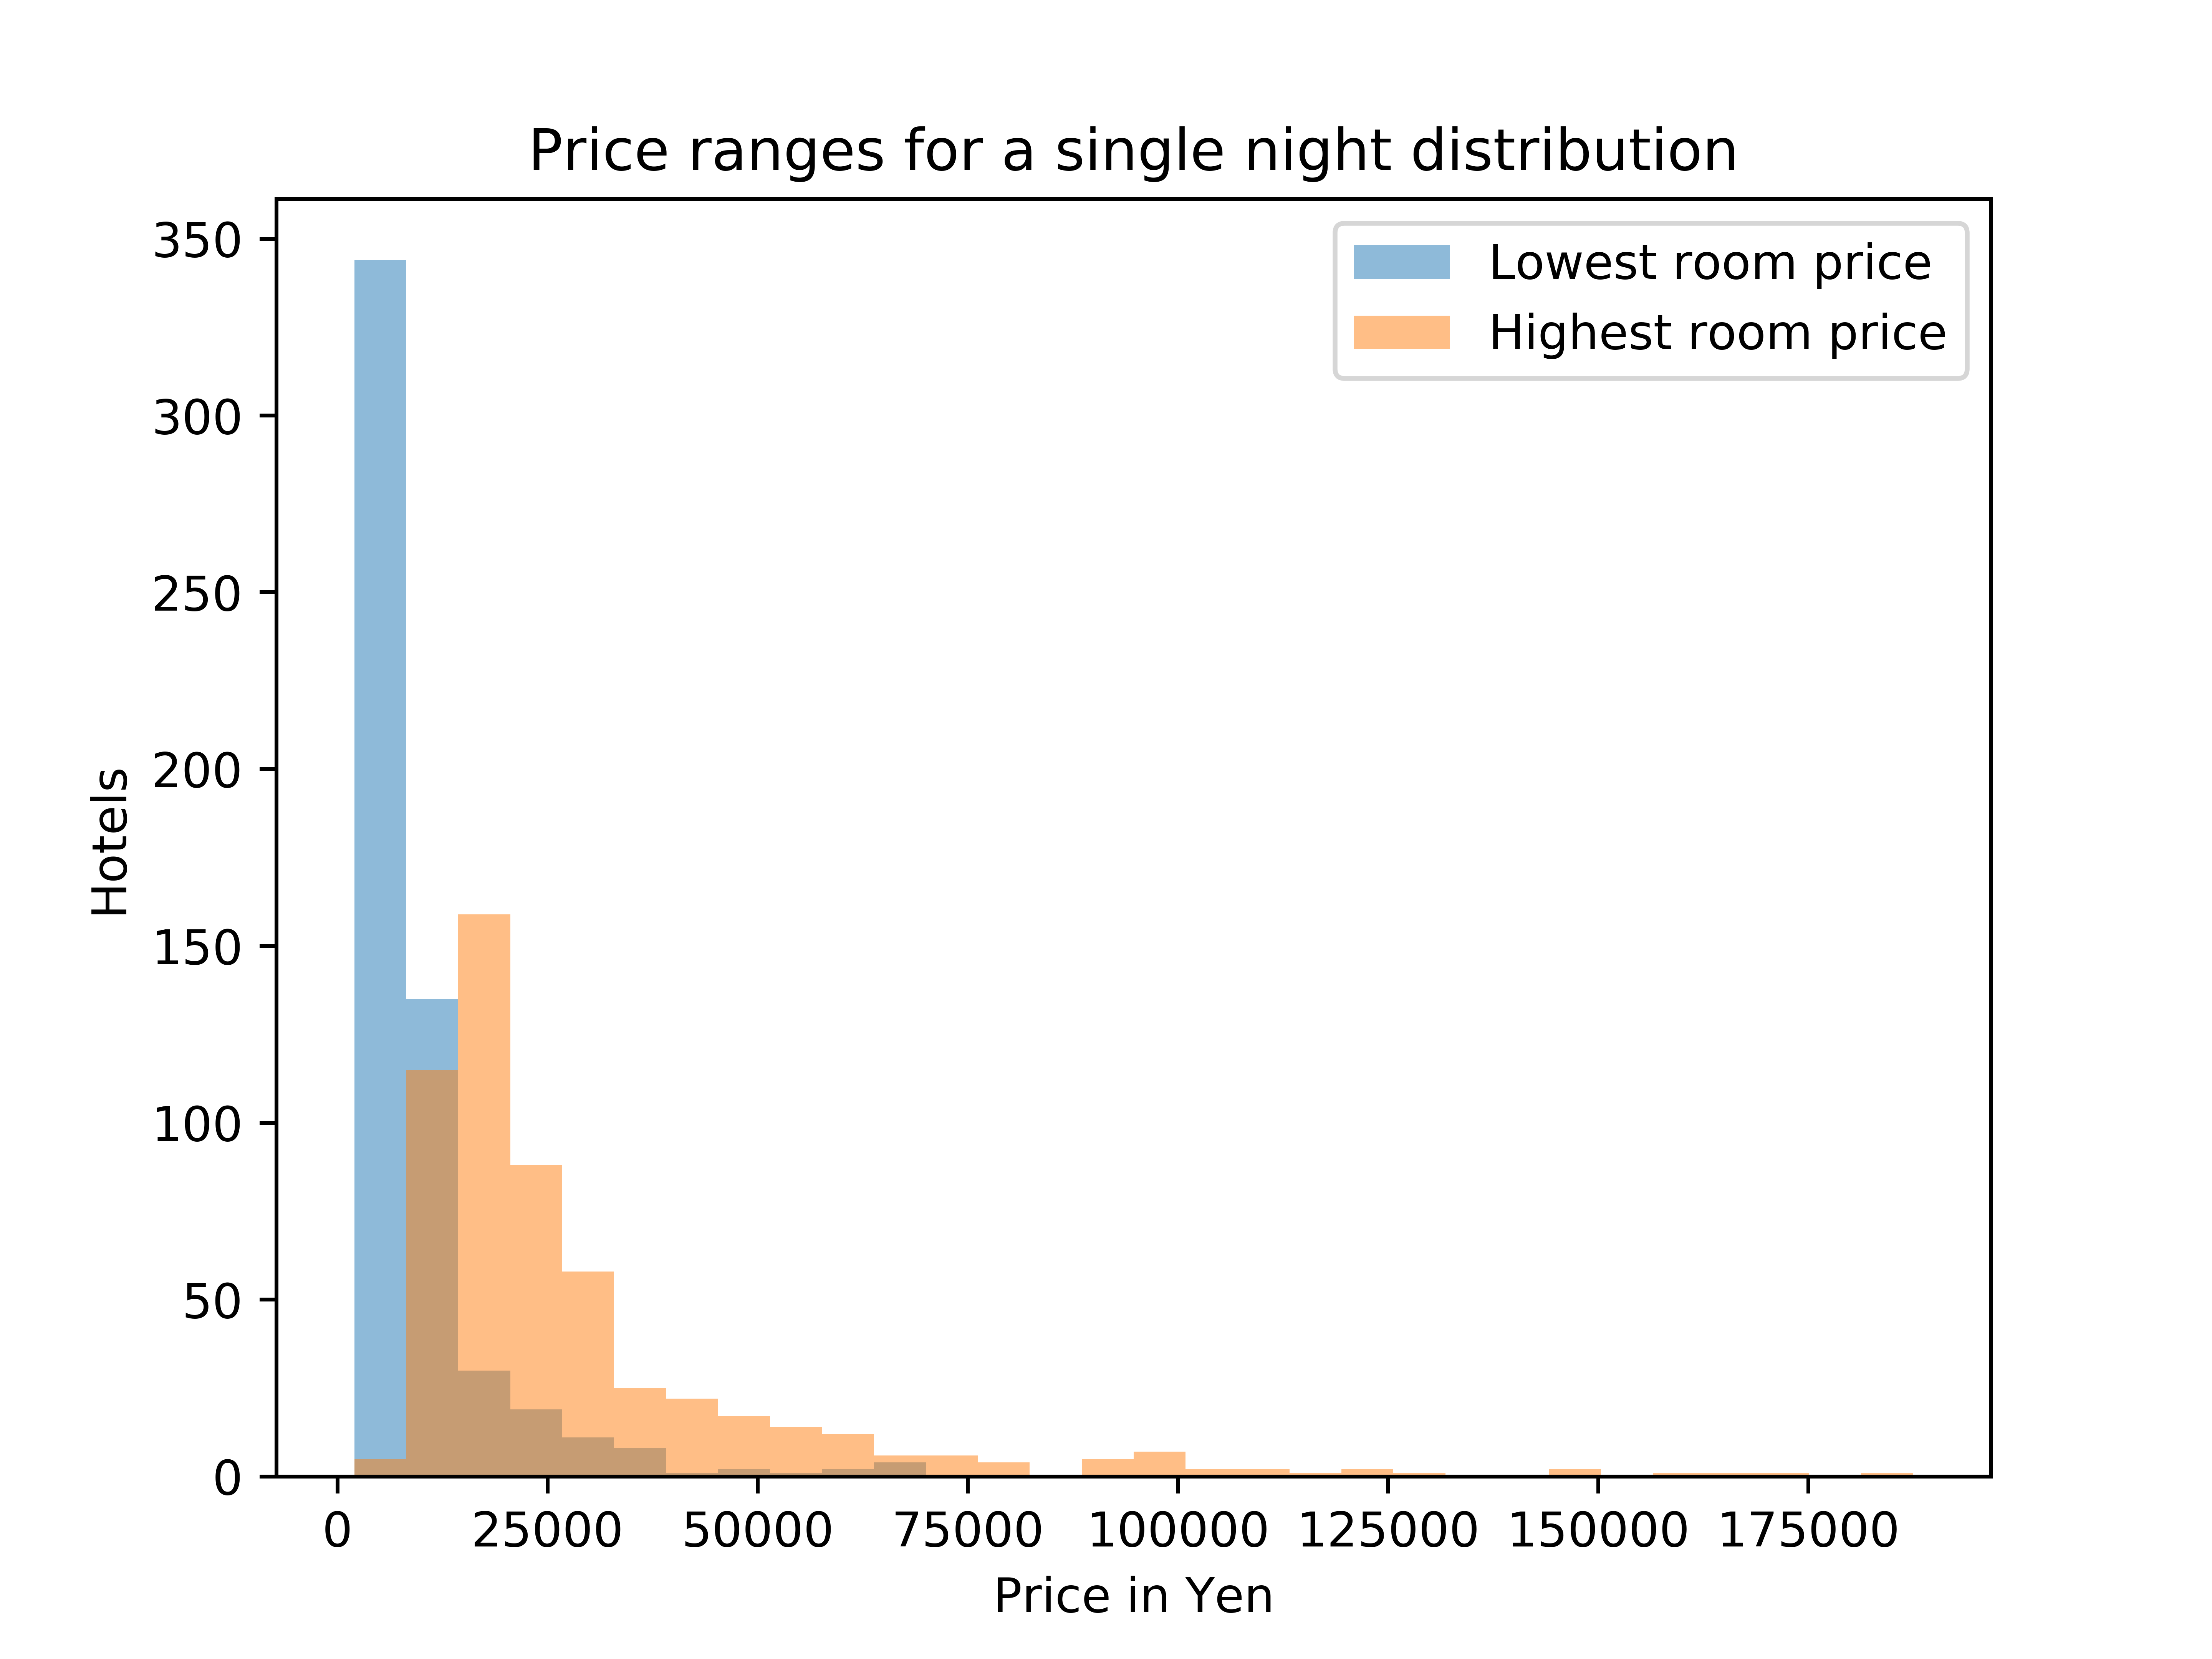 Price ranges for a single night distribution
Lowest room price
Highest room price
350
300
250
200
150
100
50
0
Hotels
0 25000 50000 75000 100000 125000 150000 175000
Price in Yen